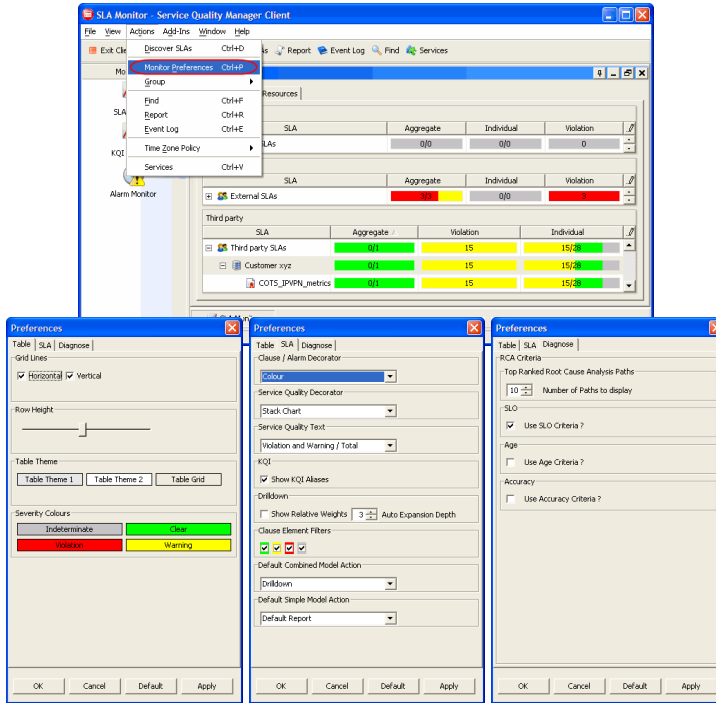 SLA Monitor - Service Quality Manager Client
File View Actions Add-Ins Window Help
Exit Clie
Report Event Log Find Services
Discover SLAs Ctrl+D
Monitor Preferences Ctrl+P
Group
Find Ctrl+F
Report Ctrl+R
Event Log Ctrl+E
Time Zone Policy
Services Ctrl+V
Mo
SLA
KQI
Alarm Monitor
Resources
SLA Aggregate Individual Violation
LAs 0/0 0/0 0
SLA Aggregate Individual Violation
External SLAs 3/3 0/0 3
Third party
SLA Aggregate Violation Individual
Third party SLAs 0/1 15 15/28
Customer xyz 0/1 15 15/28
COTS_IPVPN_metrics 0/1 15 15/28
Preferences
Table SLA Diagnose
Grid Lines
Horizontal Vertical
Row Height
Table Theme
Table Theme 1 Table Theme 2 Table Grid
Severity Colours
Indeterminate Clear
Violation Warning
OK Cancel Default Apply
Preferences
Table SLA Diagnose
Clause / Alarm Decorator
Colour
Service Quality Decorator
Stack Chart
Service Quality Text
Violation and Warning / Total
KQI
Show KQI Aliases
Drilldown
Show Relative Weights 3 Auto Expansion Depth
Clause Element Filters
Default Combined Model Action
Drilldown
Default Simple Model Action
Default Report
OK Cancel Default Apply
Preferences
Table SLA Diagnose
RCA Criteria
Top Ranked Root Cause Analysis Paths
10 Number of Paths to display
SLO
Use SLO Criteria ?
Age
Use Age Criteria ?
Accuracy
Use Accuracy Criteria ?
OK Cancel Default Apply